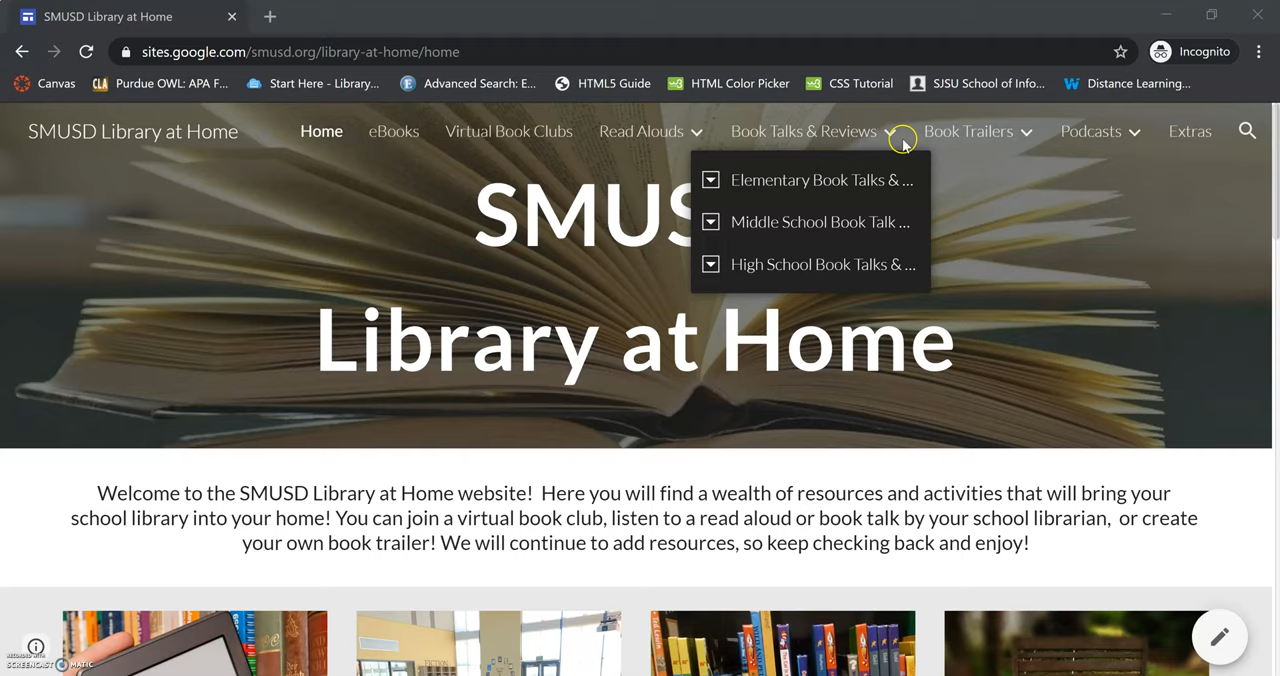 SMUSD Library at Home
sites.google.com/smusd.org/library-at-home/home
Incognito
Canvas
CLA Purdue OWL: APA F...
Start Here - Library...
Advanced Search: E...
HTML5 Guide
HTML Color Picker
CSS Tutorial
SJSU School of Info...
Distance Learning...
SMUSD Library at Home
Home
eBooks
Virtual Book Clubs
Read Alouds
Book Talks & Reviews
Book Trailers
Podcasts
Extras
Elementary Book Talks & ...
Middle School Book Talk ...
High School Book Talks & ...
SMUS
Library at Home
Welcome to the SMUSD Library at Home website! Here you will find a wealth of resources and activities that will bring your
school library into your home! You can join a virtual book club, listen to a read aloud or book talk by your school librarian, or create
your own book trailer! We will continue to add resources, so keep checking back and enjoy!
FICTION
RECORDED WITH
SCREENCAST MATIC